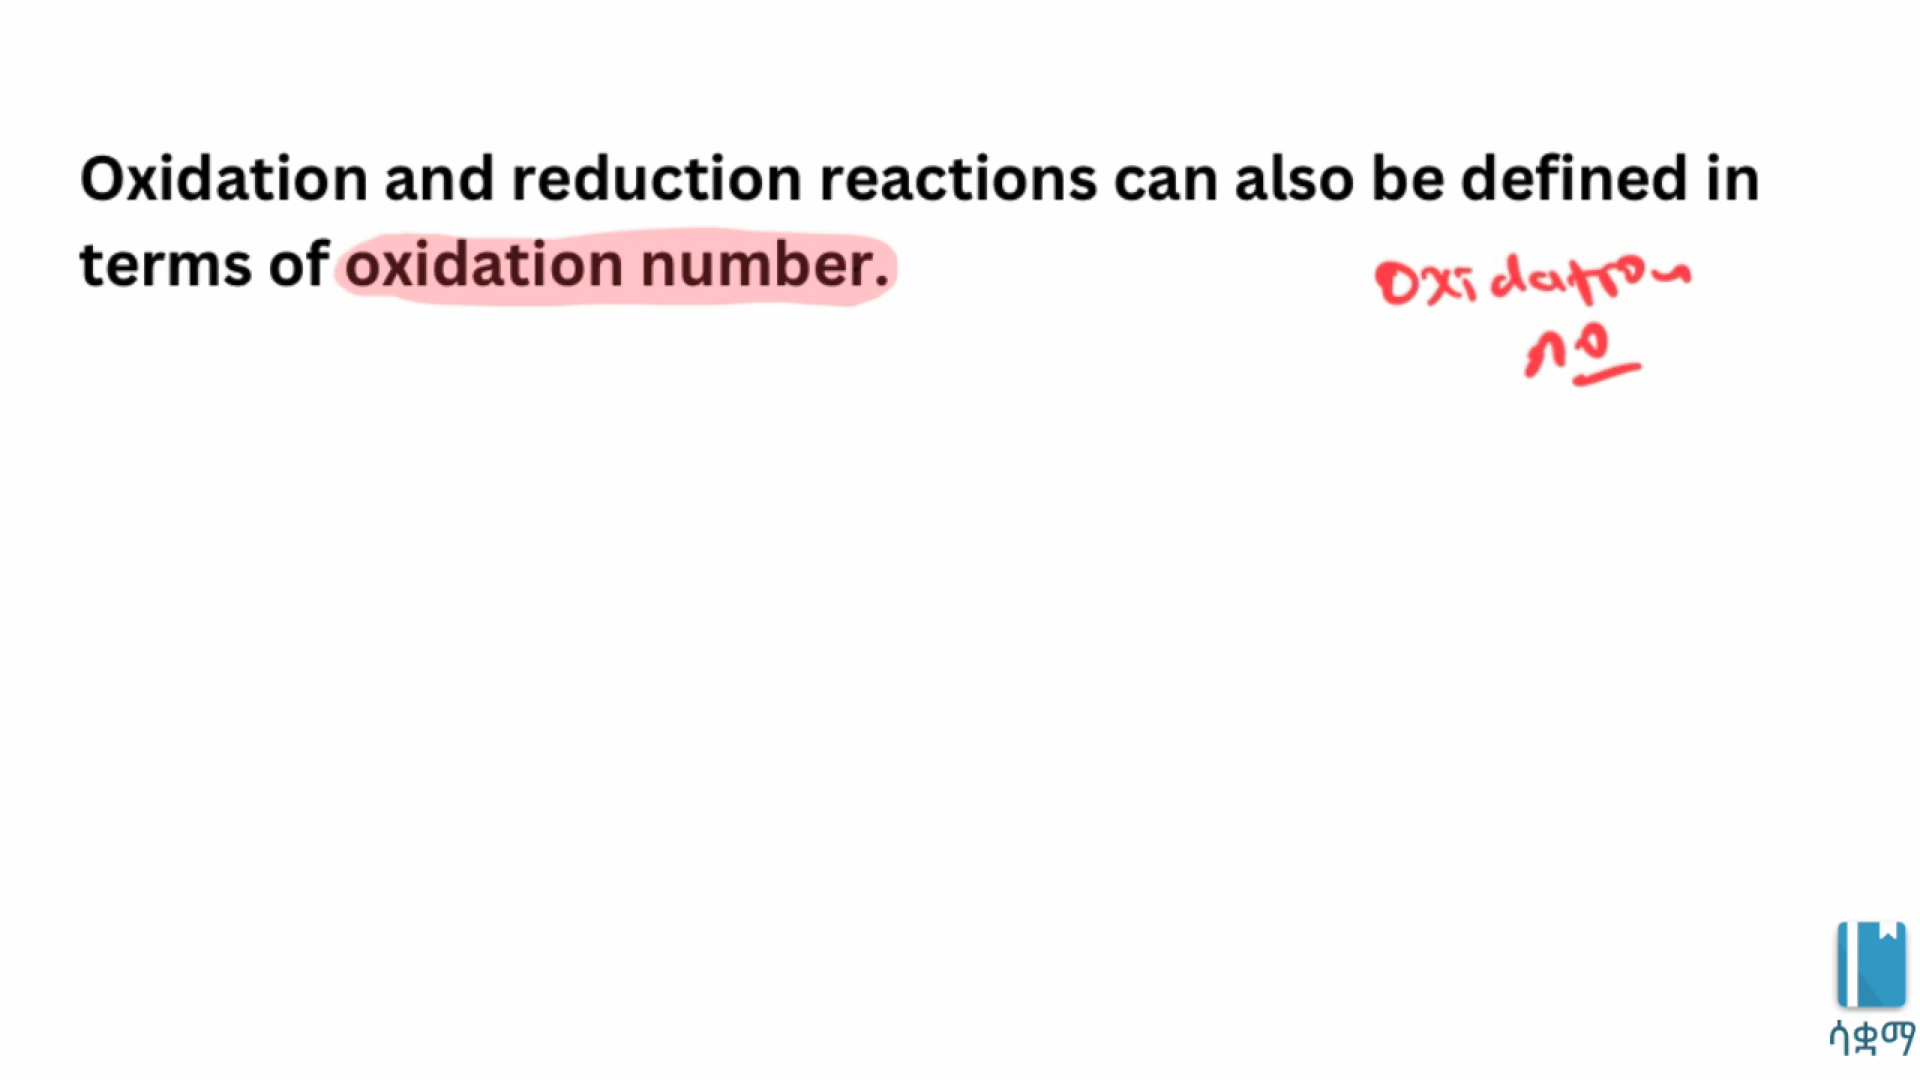 Oxidation and reduction reactions can also be defined in
terms of oxidation number.
Oxidation
no
ሳቋማ